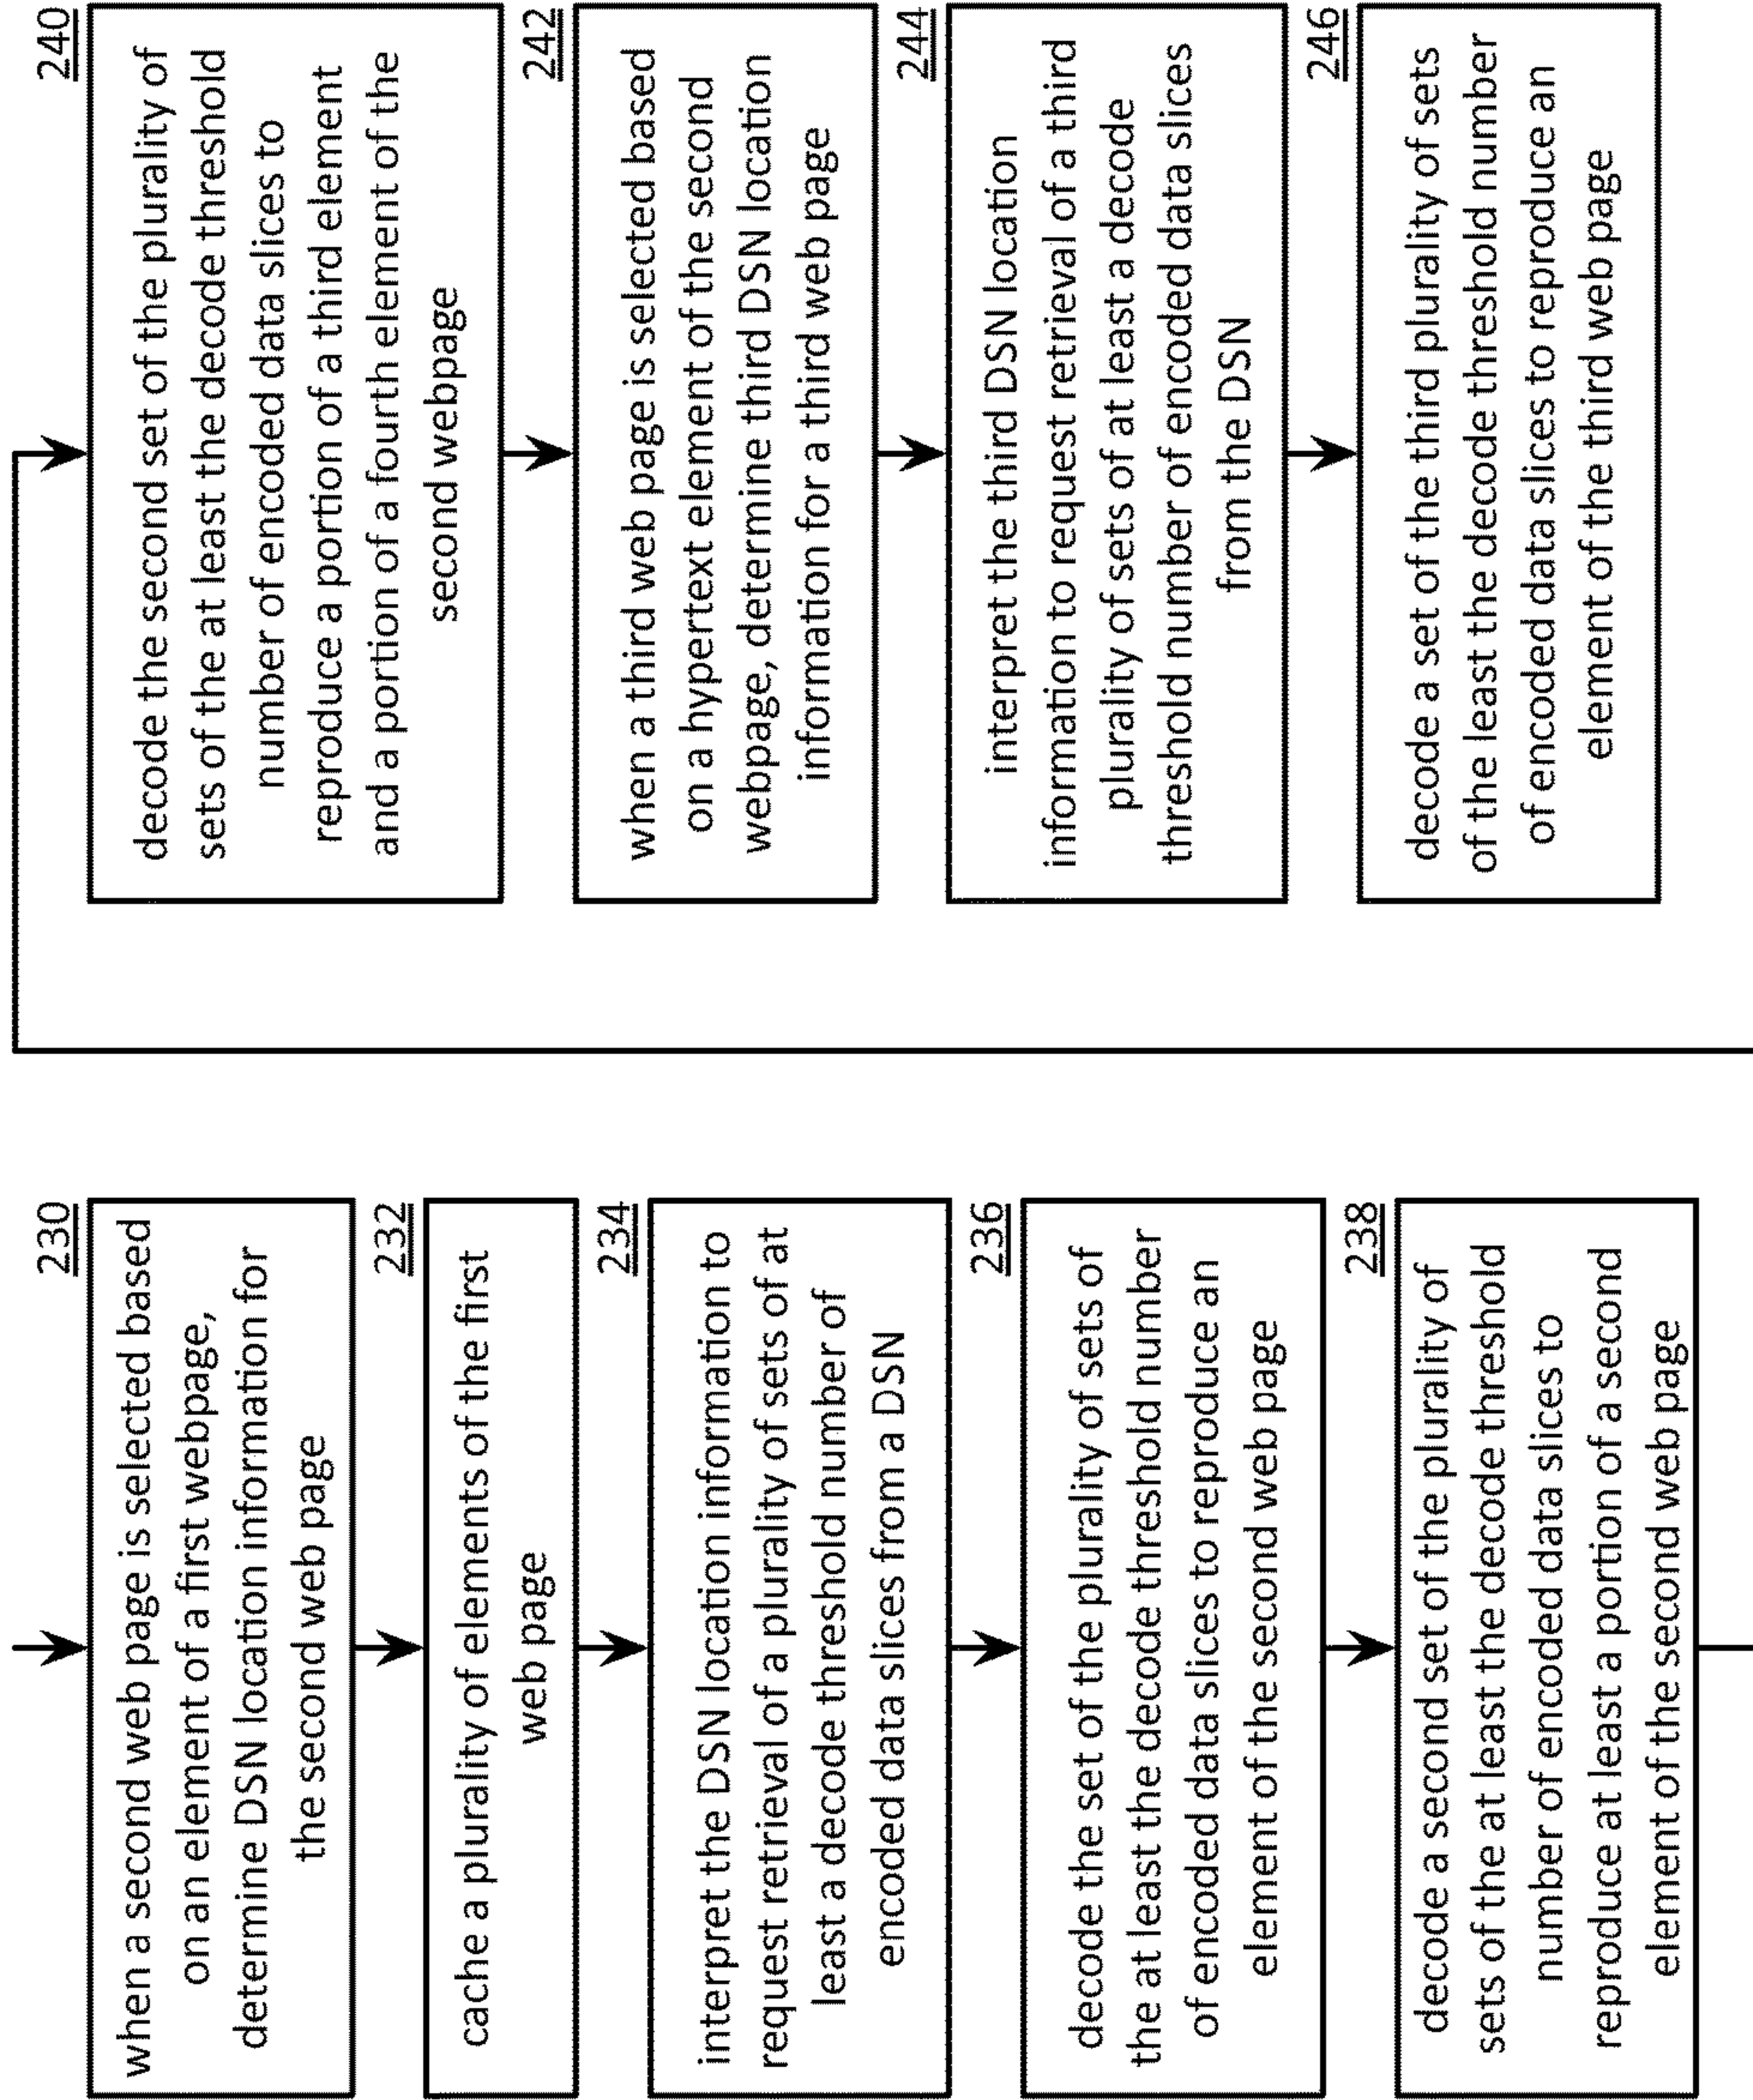 230
when a second web page is selected based
on an element of a first webpage,
determine DSN location information for
the second web page
232
cache a plurality of elements of the first
web page
234
interpret the DSN location information to
request retrieval of a plurality of sets of at
least a decode threshold number of
encoded data slices from a DSN
236
decode the set of the plurality of sets of
the at least the decode threshold number
of encoded data slices to reproduce an
element of the second web page
238
decode a second set of the plurality of
sets of the at least the decode threshold
number of encoded data slices to
reproduce at least a portion of a second
element of the second web page
240
decode the second set of the plurality of
sets of the at least the decode threshold
number of encoded data slices to
reproduce a portion of a third element
and a portion of a fourth element of the
second webpage
242
when a third web page is selected based
on a hypertext element of the second
webpage, determine third DSN location
information for a third web page
244
interpret the third DSN location
information to request retrieval of a third
plurality of sets of at least a decode
threshold number of encoded data slices
from the DSN
246
decode a set of the third plurality of sets
of the least the decode threshold number
of encoded data slices to reproduce an
element of the third web page